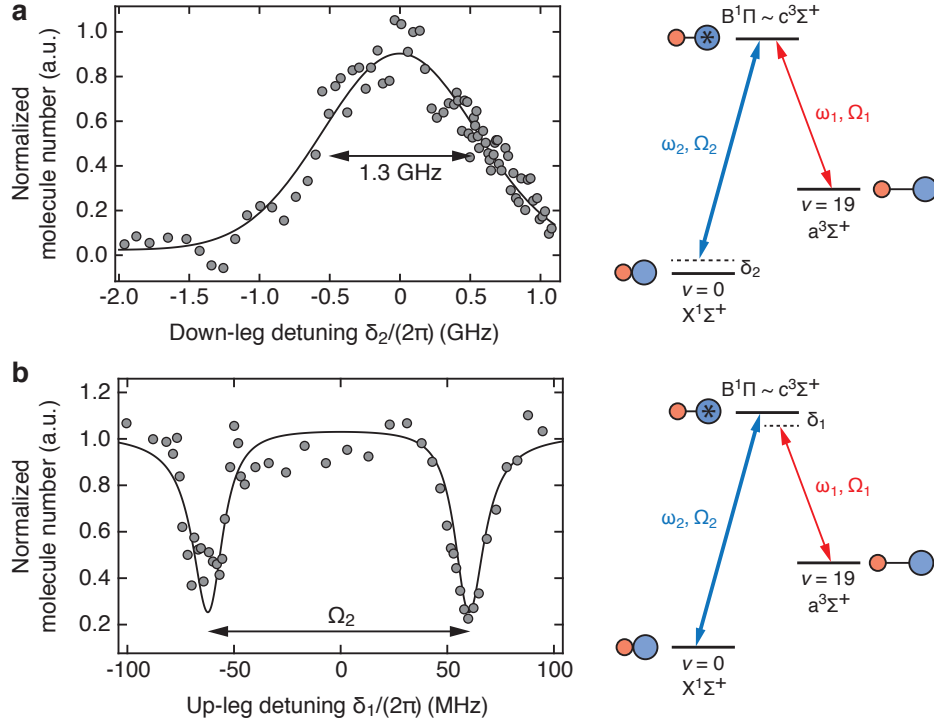 a
Normalized
molecule number (a.u.)
1.0
0.8
0.6
0.4
0.2
0.0
1.3 GHz
-2.0 -1.5 -1.0 -0.5 0 0.5 1.0
Down-leg detuning δ₂/(2π) (GHz)
B¹Π ~ c³Σ⁺
*
ω₂, Ω₂
ω₁, Ω₁
v = 19
a³Σ⁺
δ₂
v = 0
X¹Σ⁺
b
Normalized
molecule number (a.u.)
1.2
1.0
0.8
0.6
0.4
0.2
Ω₂
-100 -50 0 50 100
Up-leg detuning δ₁/(2π) (MHz)
B¹Π ~ c³Σ⁺
*
δ₁
ω₂, Ω₂
ω₁, Ω₁
v = 19
a³Σ⁺
v = 0
X¹Σ⁺